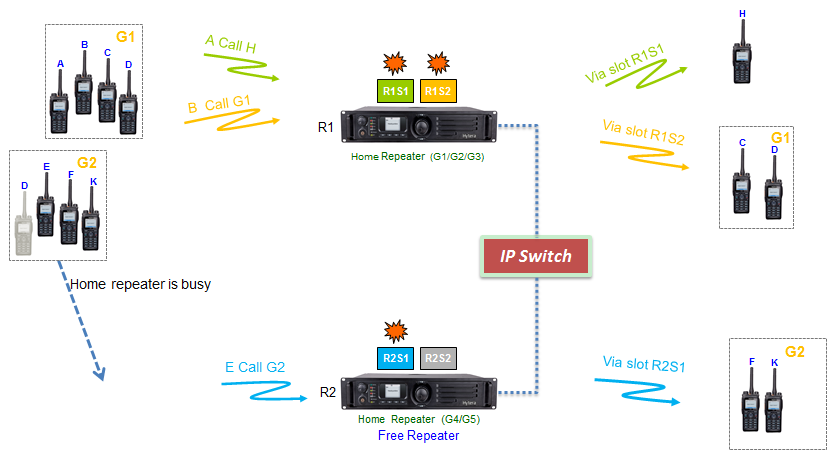 G1
A
B
C
D
A Call H
B Call G1
R1S1
R1S2
R1
Hytera
Home Repeater (G1/G2/G3)
Via slot R1S1
H
Via slot R1S2
G1
C
D
G2
D
E
F
K
Home repeater is busy
IP Switch
E Call G2
R2S1
R2S2
R2
Hytera
Home Repeater (G4/G5)
Free Repeater
Via slot R2S1
G2
F
K